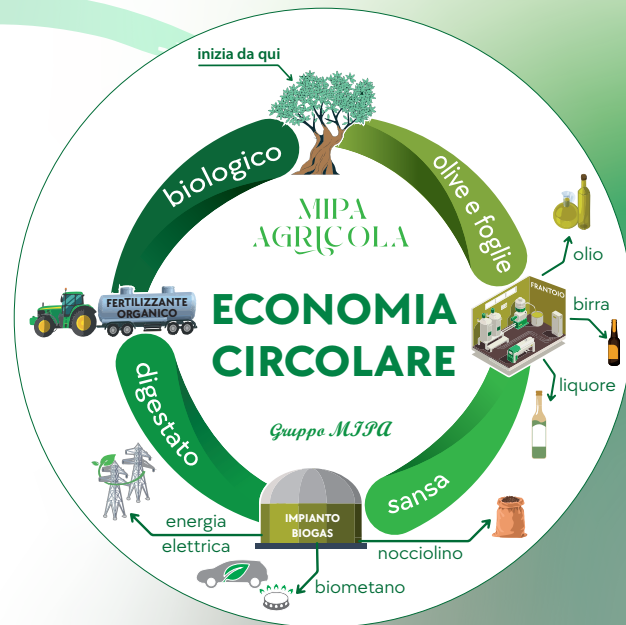 inizia da qui
biologico
olive e foglie
MIPA
AGRICOLA
olio
FRANTOIO
birra
FERTILIZZANTE
ORGANICO
ECONOMIA
CIRCOLARE
liquore
digestato
Gruppo MIPA
sansa
energia
elettrica
IMPIANTO
BIOGAS
nocciolino
biometano